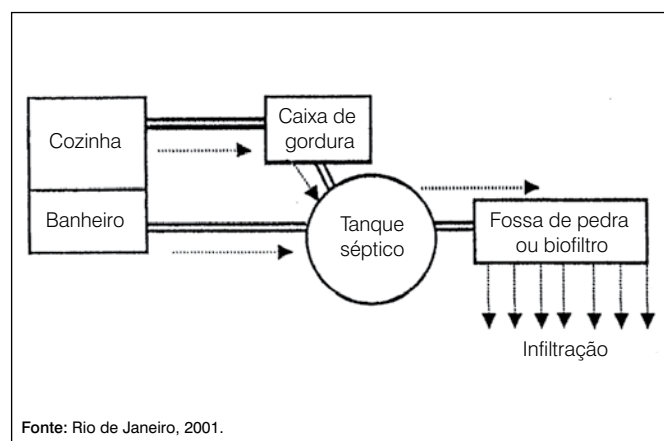 Cozinha
Caixa de
gordura
Banheiro
Tanque
séptico
Fossa de pedra
ou biofiltro
Infiltração
Fonte: Rio de Janeiro, 2001.